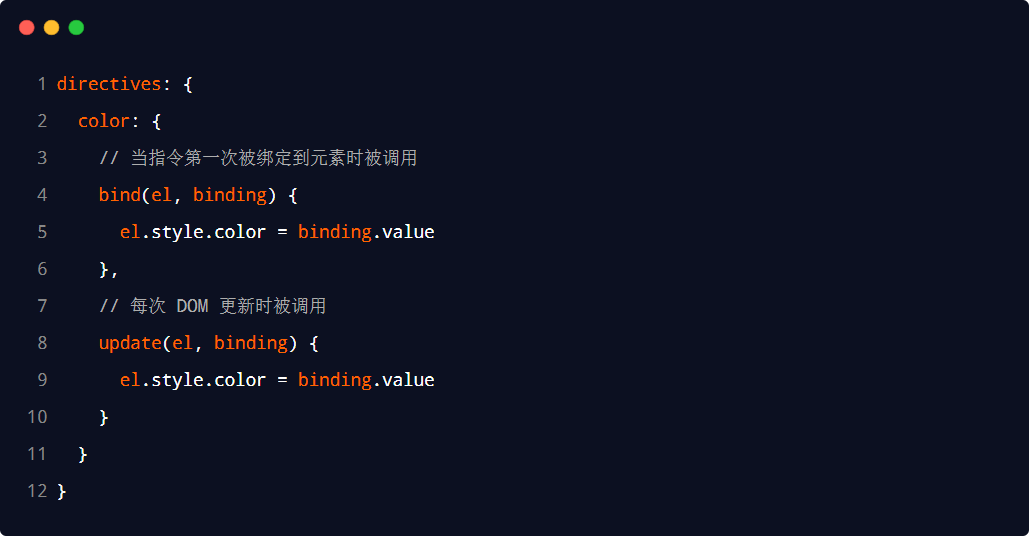 1 directives: {
2   color: {
3     // 当指令第一次被绑定到元素时被调用
4     bind(el, binding) {
5       el.style.color = binding.value
6     },
7     // 每次 DOM 更新时被调用
8     update(el, binding) {
9       el.style.color = binding.value
10     }
11   }
12 }